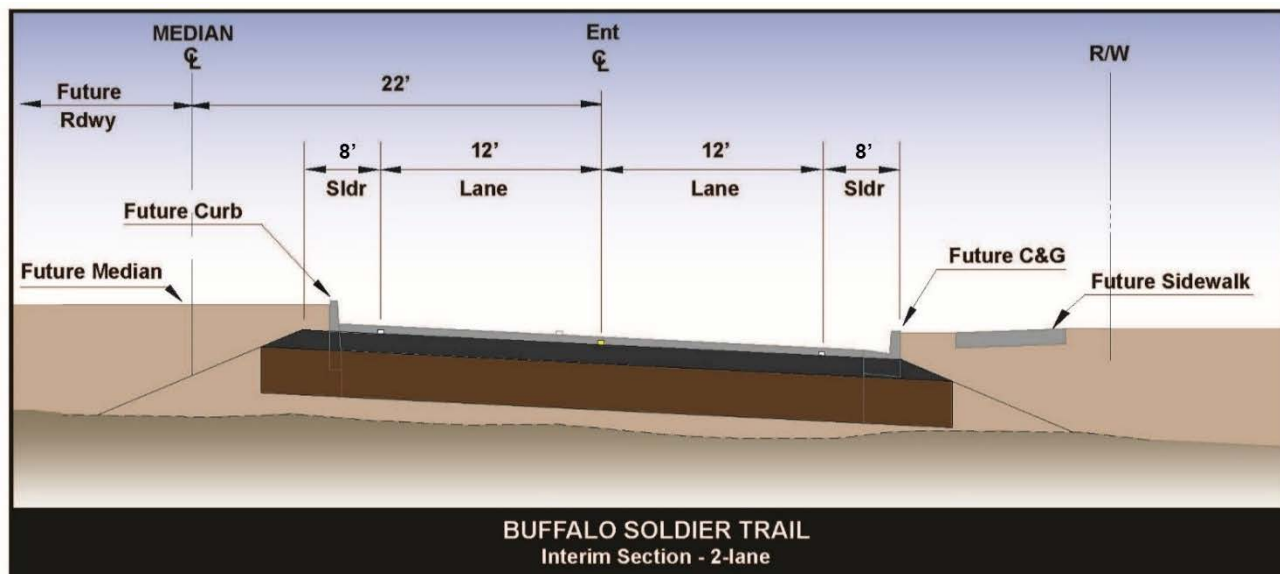 MEDIAN
℄
Ent
℄
R/W
Future
Rdwy
22'
8'
12'
12'
8'
Sldr
Lane
Lane
Sldr
Future Curb
Future C&G
Future Median
Future Sidewalk
BUFFALO SOLDIER TRAIL
Interim Section - 2-lane